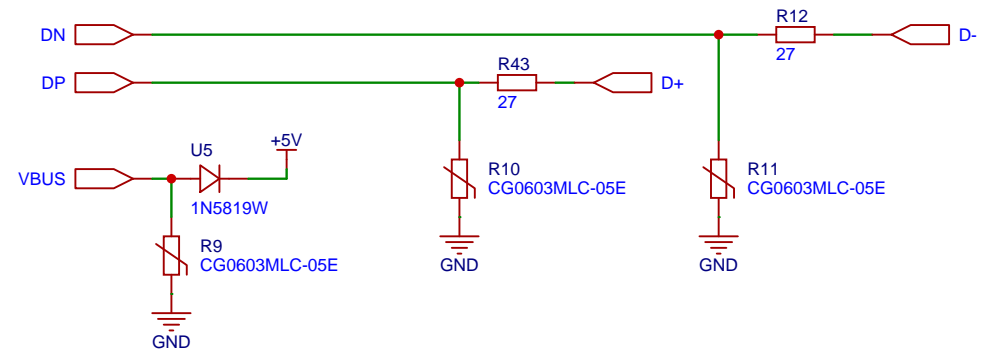 R12
DN
D-
27
R43
DP
D+
27
+5V
U5
VBUS
R10
CG0603MLC-05E
R11
CG0603MLC-05E
1N5819W
R9
CG0603MLC-05E
GND
GND
GND